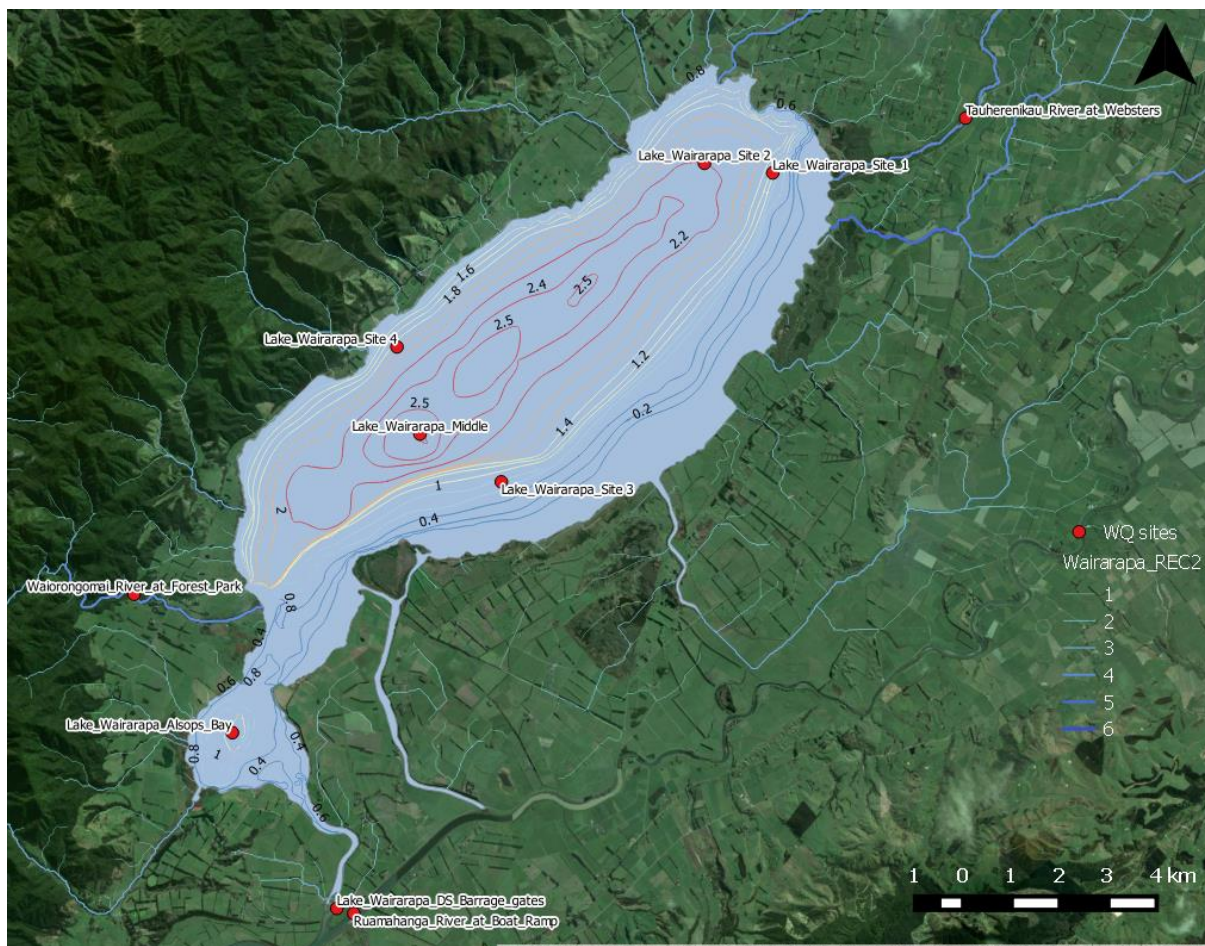 0.8
0.6
Tauherenikau_River_at_Websters
Lake_Wairarapa_Site 2
Lake_Wairarapa_Site_1
2.2
1.6
1.8
2.4
2.5
2.5
Lake_Wairarapa_Site 4
1.2
2.5
0.2
Lake_Wairarapa_Middle
1.4
1
Lake_Wairarapa_Site 3
2
0.4
WQ sites
Wairarapa_REC2
Waiorongomai_River_at_Forest_Park
1
0.8
2
0.4
3
0.8
4
0.6
5
Lake_Wairarapa_Alsops_Bay
6
0.8
1
0.4
0.4
0.6
1 0 1 2 3 4 km
Lake_Wairarapa_DS_Barrage_gates
Ruamahanga_River_at_Boat_Ramp